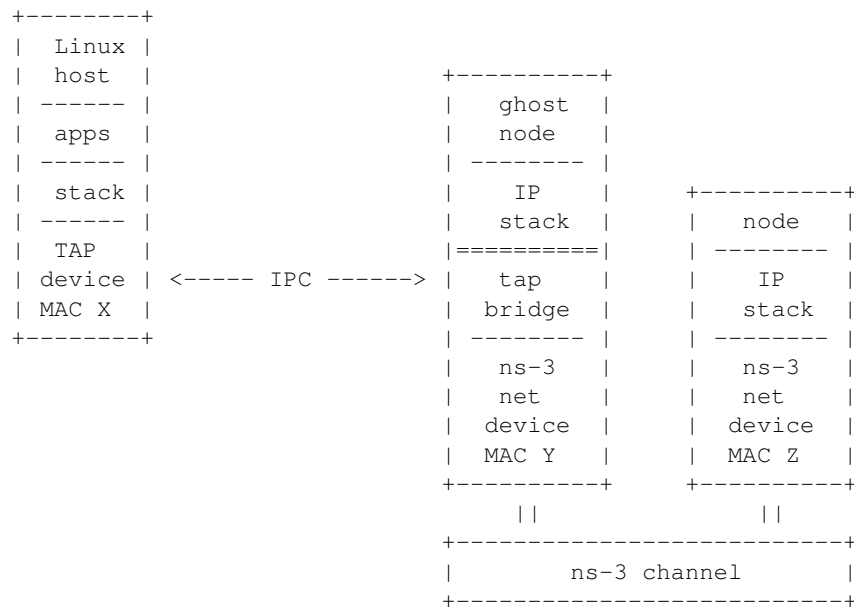 Linux
host
apps
stack
TAP
device
MAC X
<----- IPC ------>
ghost
node
IP
stack
tap
bridge
ns-3
net
device
MAC Y
node
IP
stack
ns-3
net
device
MAC Z
ns-3 channel